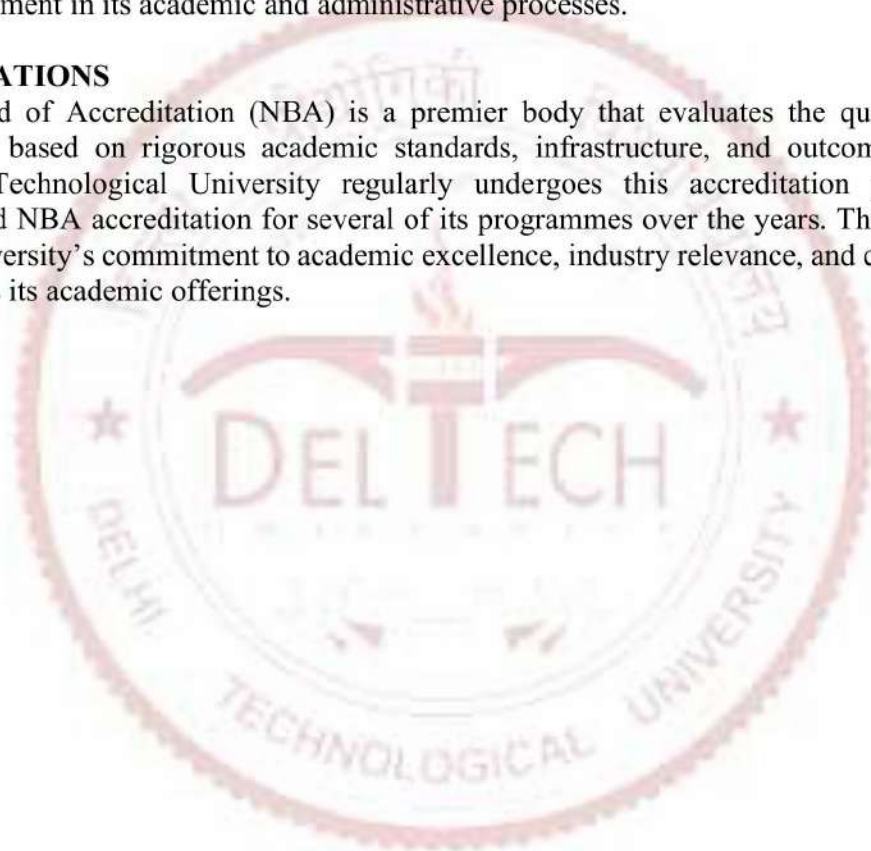 ment in its academic and administrative processes.
ATIONS
d of Accreditation (NBA) is a premier body that evaluates the qu
based on rigorous academic standards, infrastructure, and outcom
Technological University regularly undergoes this accreditation
d NBA accreditation for several of its programmes over the years. Th
versity's commitment to academic excellence, industry relevance, and c
its academic offerings.
DELTECH
DELHI TECHNOLOGICAL UNIVERSITY